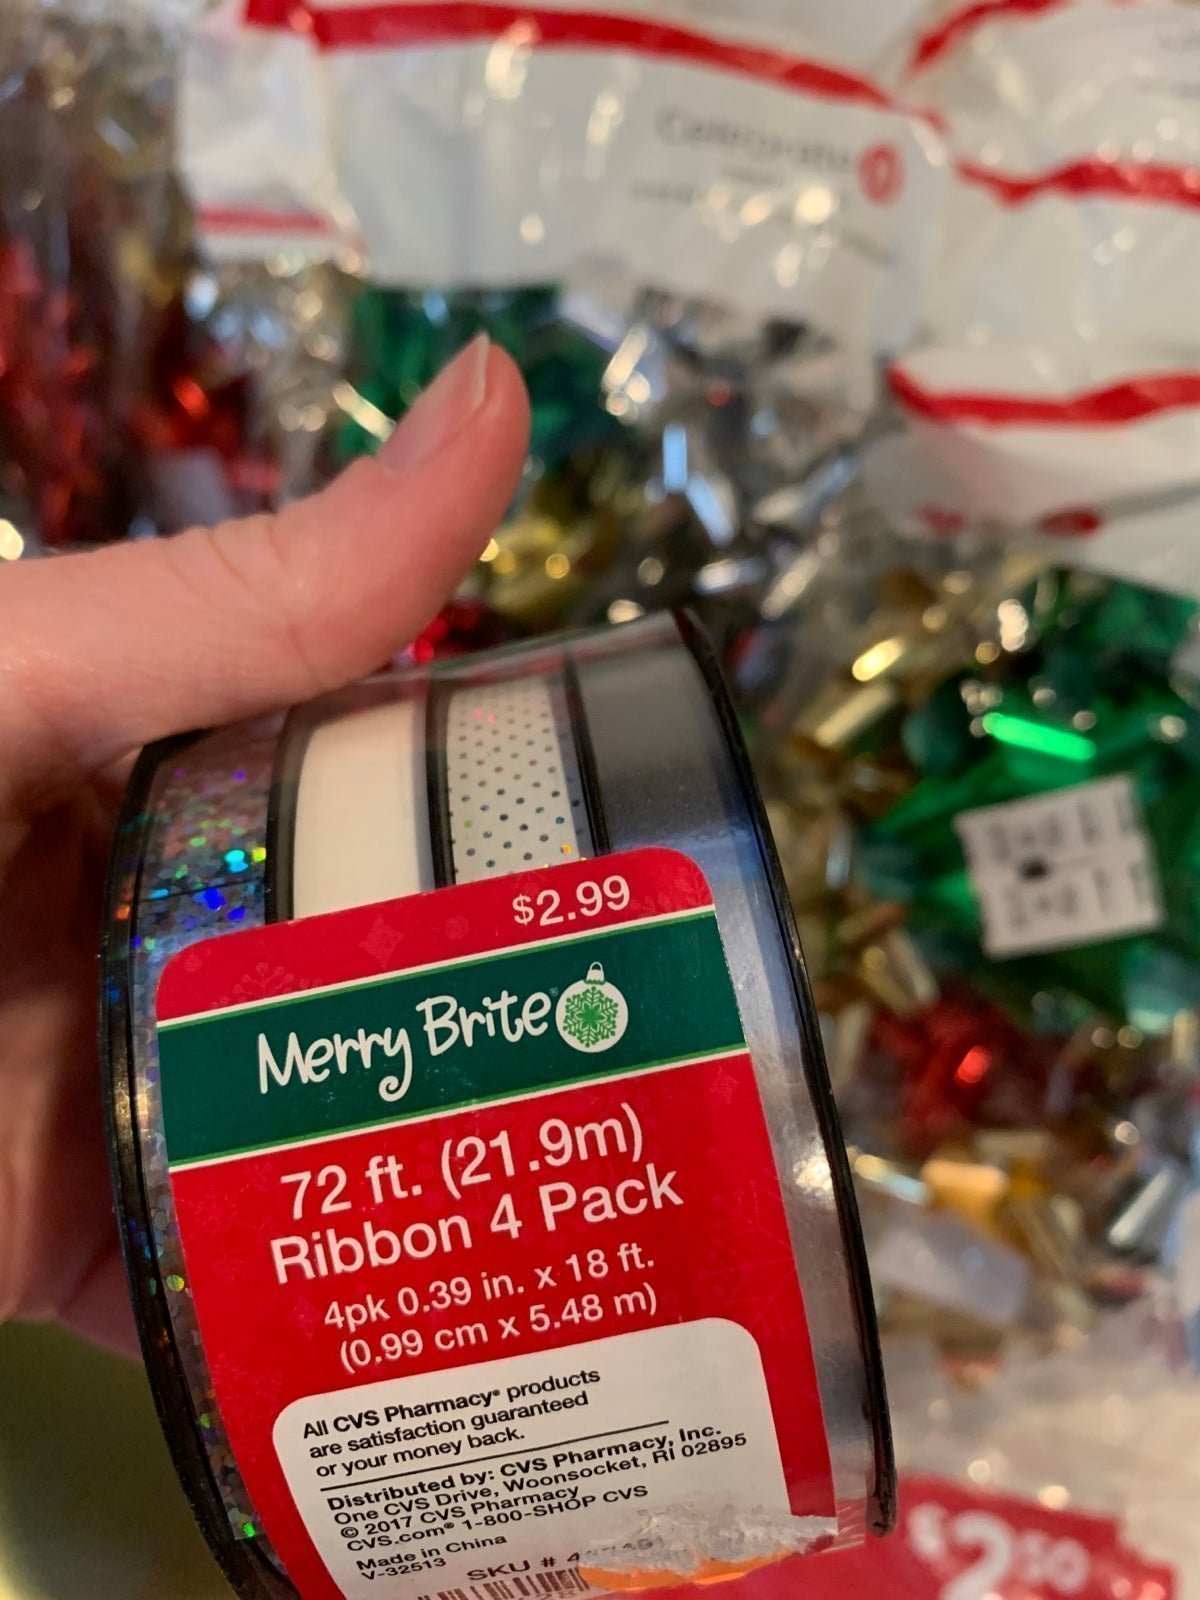 $2.99
Merry Brite®
72 ft. (21.9m)
Ribbon 4 Pack
4pk 0.39 in. x 18 ft.
(0.99 cm x 5.48 m)
All CVS Pharmacy® products
are satisfaction guaranteed
or your money back.
Distributed by: CVS Pharmacy, Inc.
One CVS Drive, Woonsocket, RI 02895
© 2017 CVS Pharmacy
CVS.com® 1-800-SHOP CVS
Made in China
V-32513
SKU #
$2.50